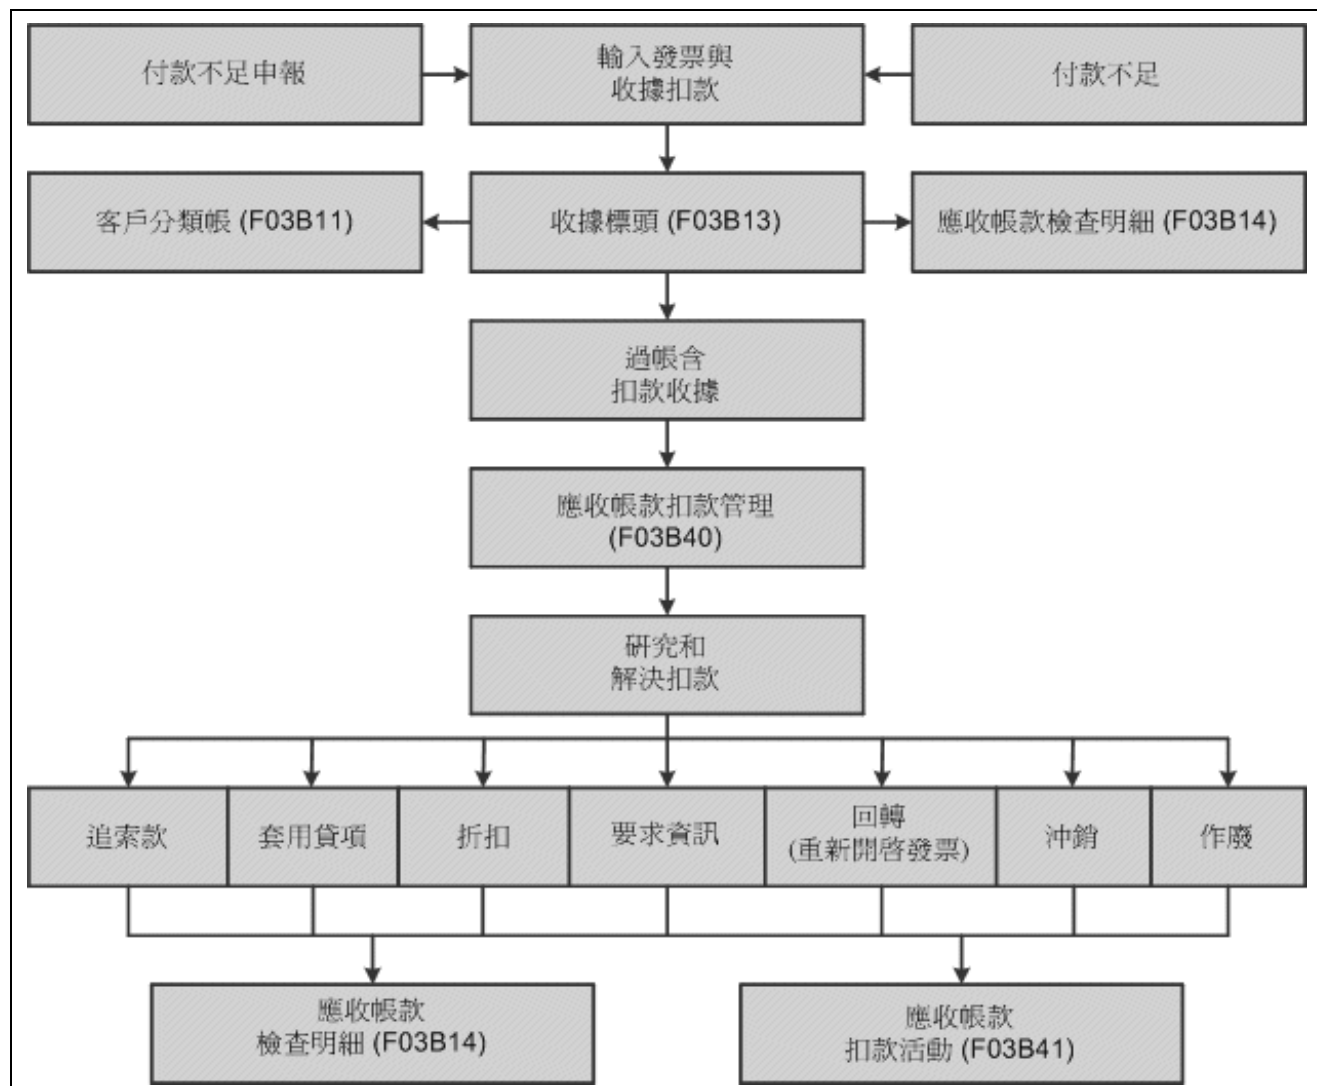 付款不足申報
輸入發票與
收據扣款
付款不足
客戶分類帳 (F03B11)
收據標頭 (F03B13)
應收帳款檢查明細 (F03B14)
過帳含
扣款收據
應收帳款扣款管理
(F03B40)
研究和
解決扣款
追索款
套用貸項
折扣
要求資訊
回轉
(重新開啓發票)
沖銷
作廢
應收帳款
檢查明細 (F03B14)
應收帳款
扣款活動 (F03B41)